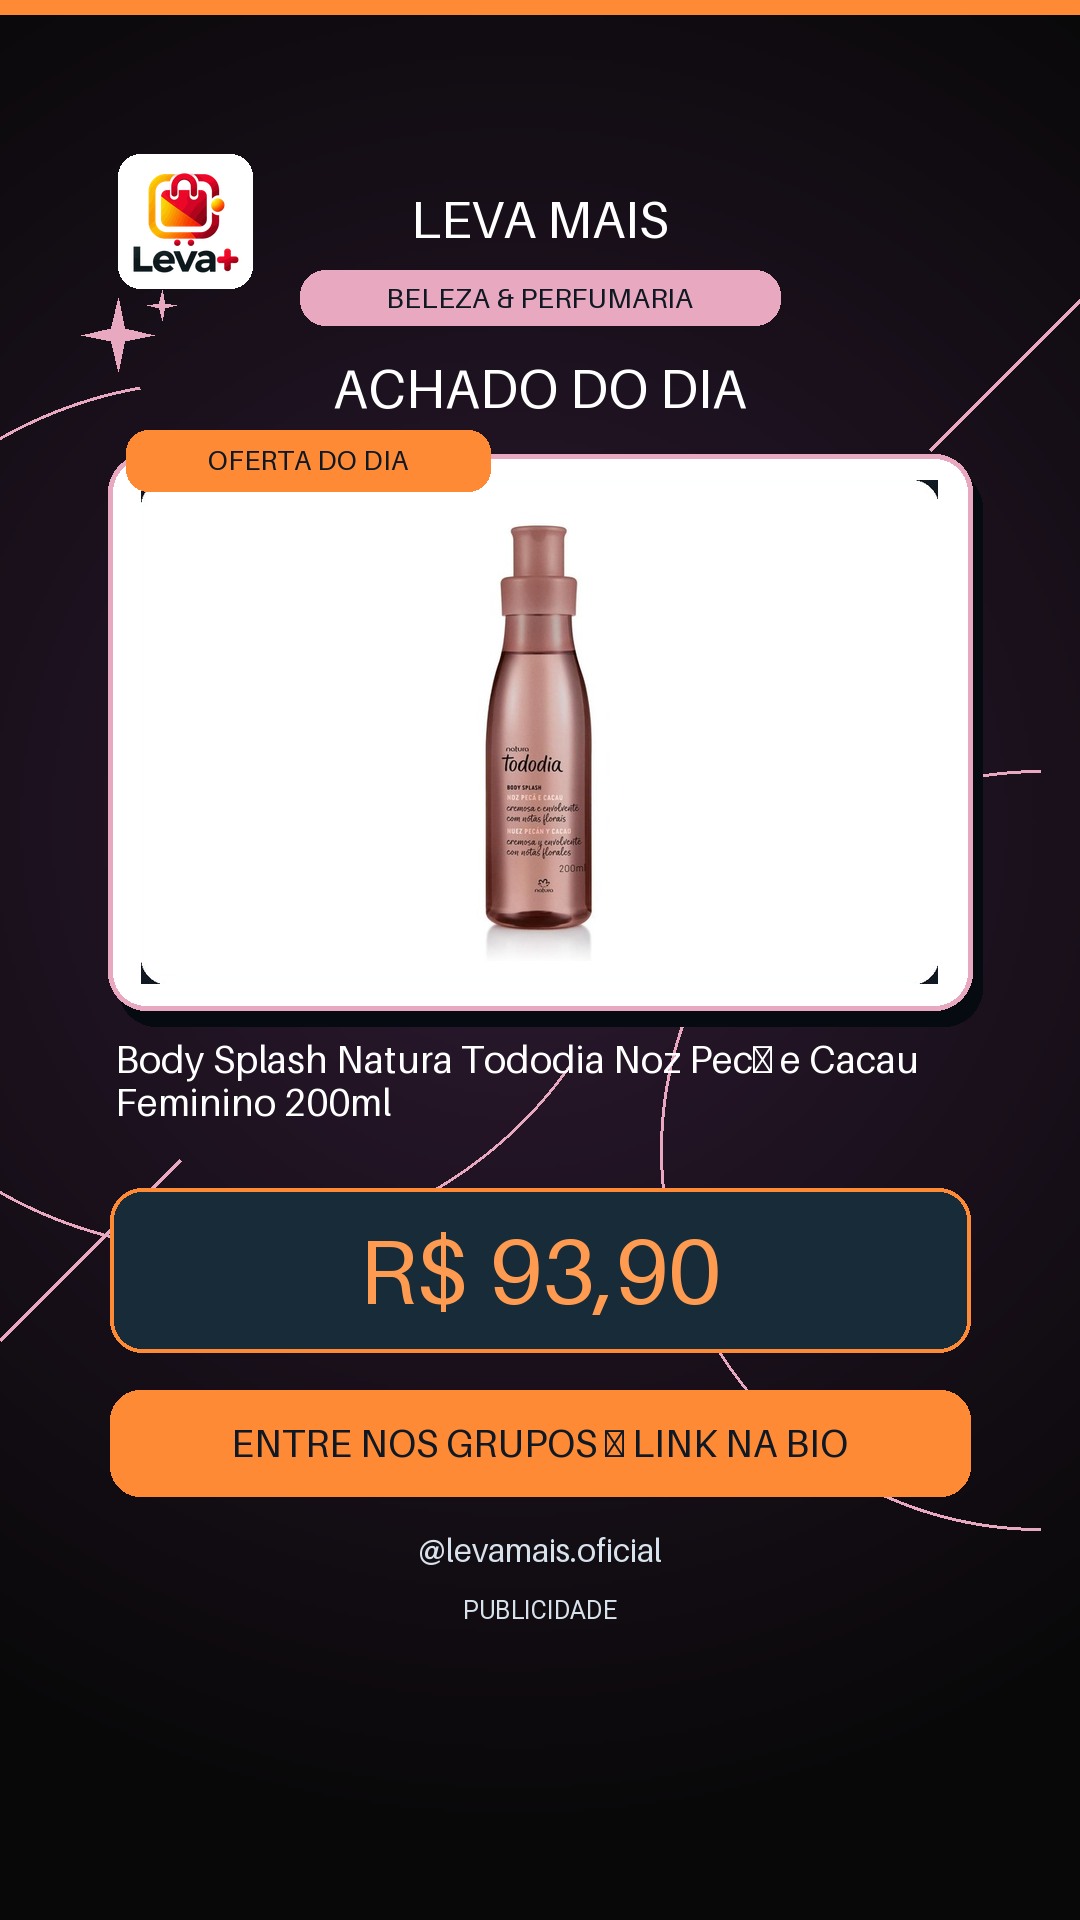 Leva+
LEVA MAIS
BELEZA & PERFUMARIA
ACHADO DO DIA
OFERTA DO DIA
natura
tododia
BODY SPLASH
NOZ PECÃ E CACAU
cremosa e envolvente
com notas florais
NUEZ PECAN Y CACAU
cremosa y envolvente
con notas florales
200ml
natura
Body Splash Natura Tododia Noz Pec□ e Cacau
Feminino 200ml
R$ 93,90
ENTRE NOS GRUPOS □ LINK NA BIO
@levamais.oficial
PUBLICIDADE